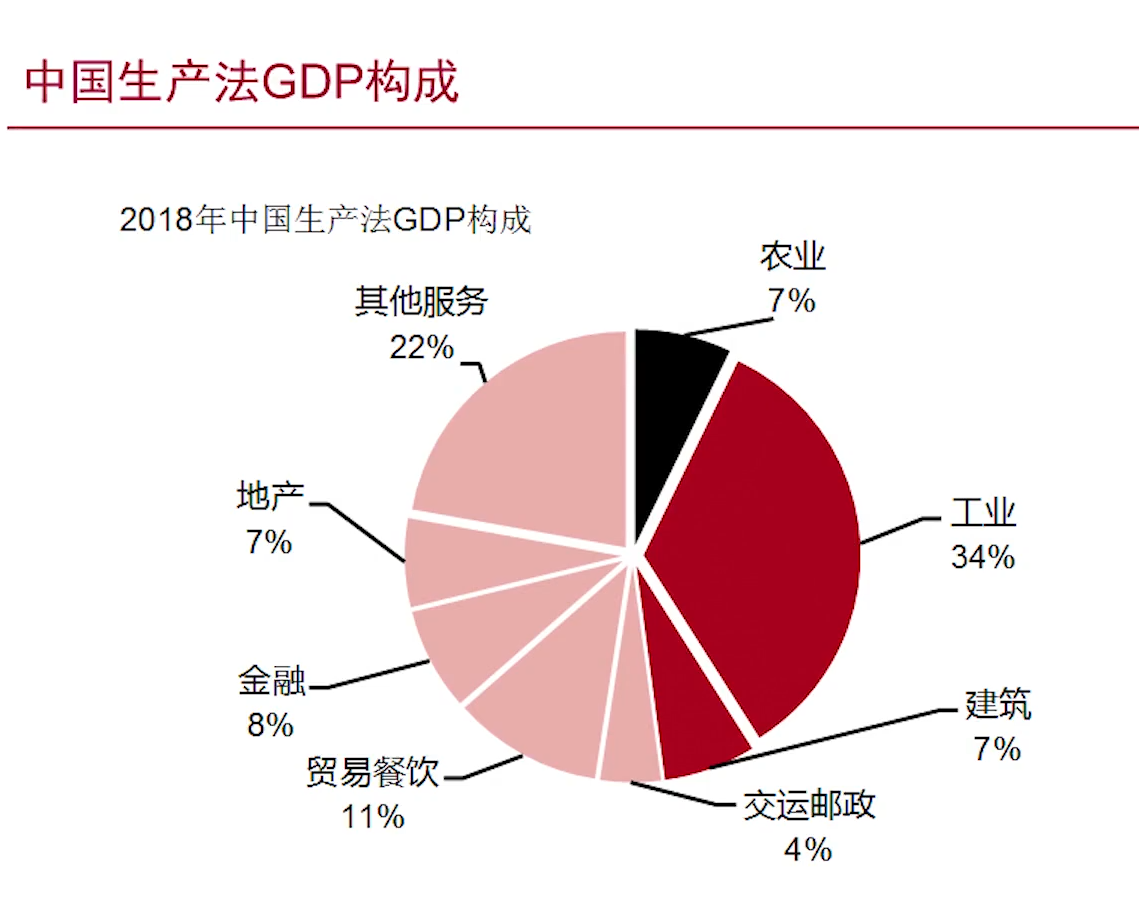 中国生产法GDP构成
2018年中国生产法GDP构成
农业
7%
工业
34%
建筑
7%
交运邮政
4%
贸易餐饮
11%
金融
8%
地产
7%
其他服务
22%